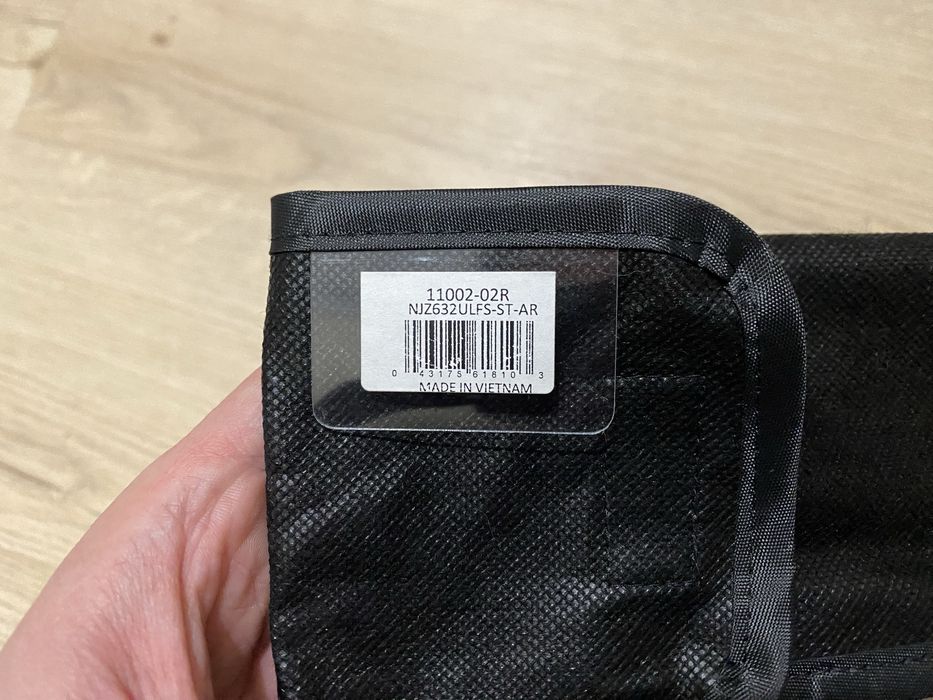 11002-02R
NJZ632ULFS-ST-AR
0 43175 61810 3
MADE IN VIETNAM